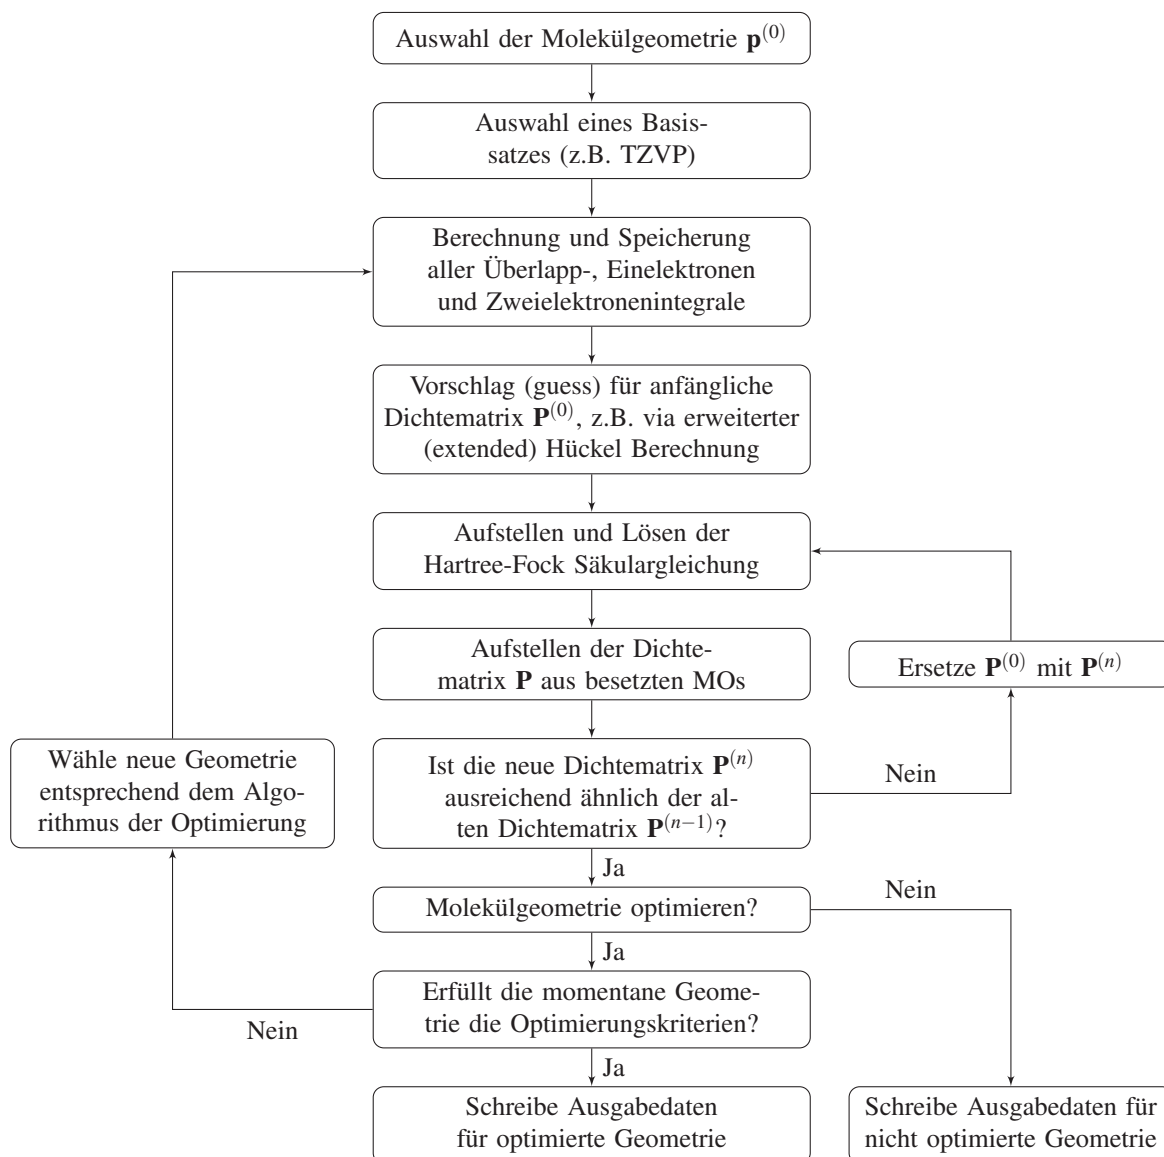 Auswahl der Molekülgeometrie p^(0)
Auswahl eines Basis-
satzes (z.B. TZVP)
Berechnung und Speicherung
aller Überlapp-, Einelektronen
und Zweielektronenintegrale
Vorschlag (guess) für anfängliche
Dichtematrix P^(0), z.B. via erweiterter
(extended) Hückel Berechnung
Aufstellen und Lösen der
Hartree-Fock Säkulargleichung
Aufstellen der Dichte-
matrix P aus besetzten MOs
Ersetze P^(0) mit P^(n)
Wähle neue Geometrie
entsprechend dem Algo-
rithmus der Optimierung
Ist die neue Dichtematrix P^(n)
ausreichend ähnlich der al-
ten Dichtematrix P^(n−1)?
Nein
Ja
Molekülgeometrie optimieren?
Nein
Ja
Erfüllt die momentane Geome-
trie die Optimierungskriterien?
Nein
Ja
Schreibe Ausgabedaten
für optimierte Geometrie
Schreibe Ausgabedaten für
nicht optimierte Geometrie